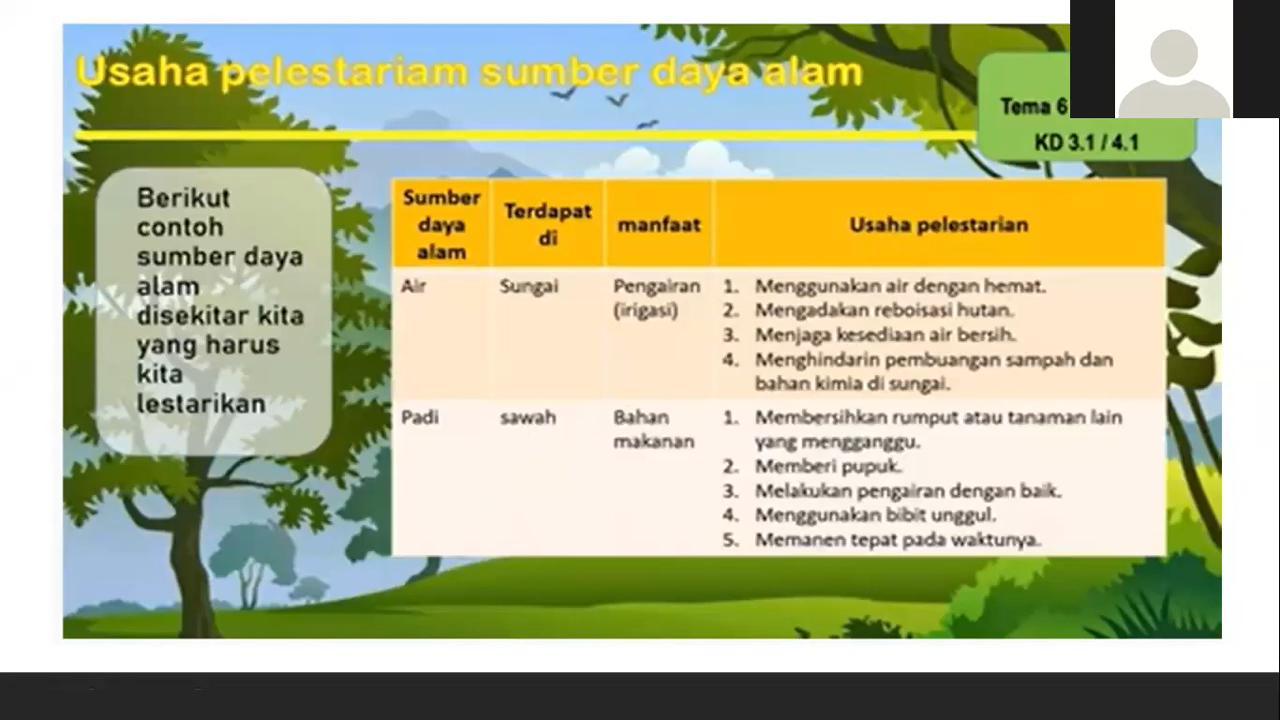 Usaha pelestariam sumber daya alam
Tema 6
KD 3.1 / 4.1
Berikut
contoh
sumber daya
alam
disekitar kita
yang harus
kita
lestarikan
Sumber
daya
alam
Terdapat
di
manfaat
Usaha pelestarian
Air
Sungai
Pengairan
(irigasi)
1. Menggunakan air dengan hemat.
2. Mengadakan reboisasi hutan.
3. Menjaga kesediaan air bersih.
4. Menghindarin pembuangan sampah dan
bahan kimia di sungai.
Padi
sawah
Bahan
makanan
1. Membersihkan rumput atau tanaman lain
yang mengganggu.
2. Memberi pupuk.
3. Melakukan pengairan dengan baik.
4. Menggunakan bibit unggul.
5. Memanen tepat pada waktunya.